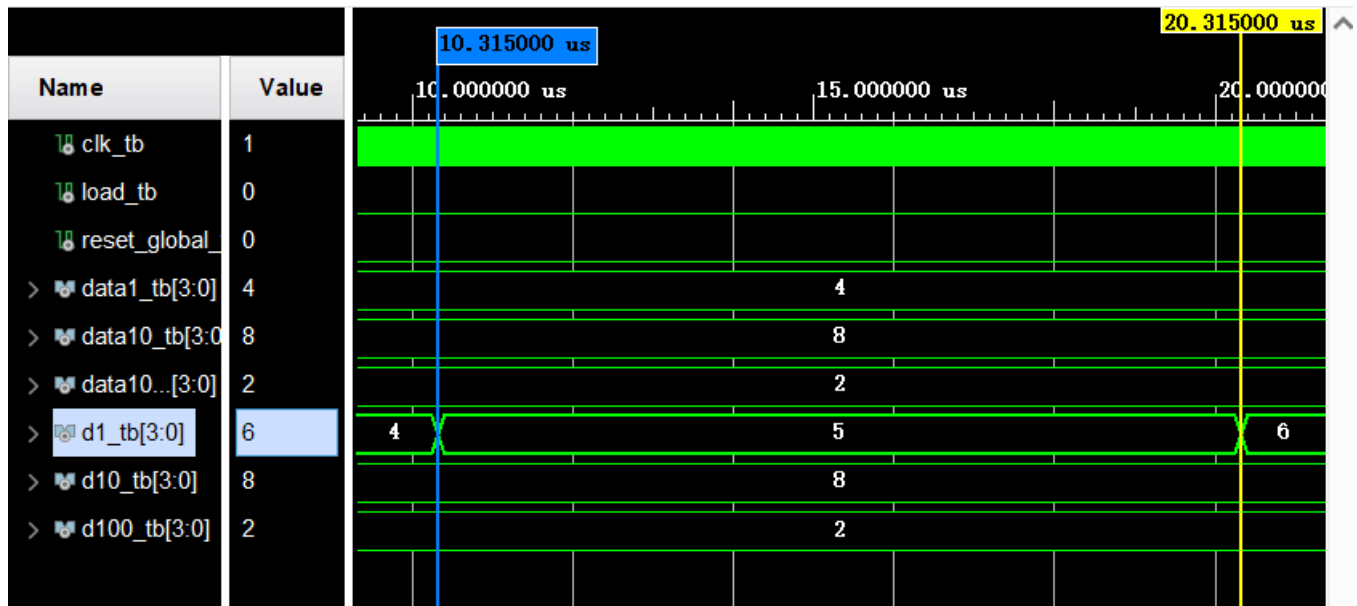 20.315000 us
10.315000 us
Name Value
10.000000 us 15.000000 us 20.000000
clk_tb 1
load_tb 0
reset_global_ 0
> data1_tb[3:0] 4 4
> data10_tb[3:0 8 8
> data10...[3:0] 2 2
> d1_tb[3:0] 6 4 5 6
> d10_tb[3:0] 8 8
> d100_tb[3:0] 2 2